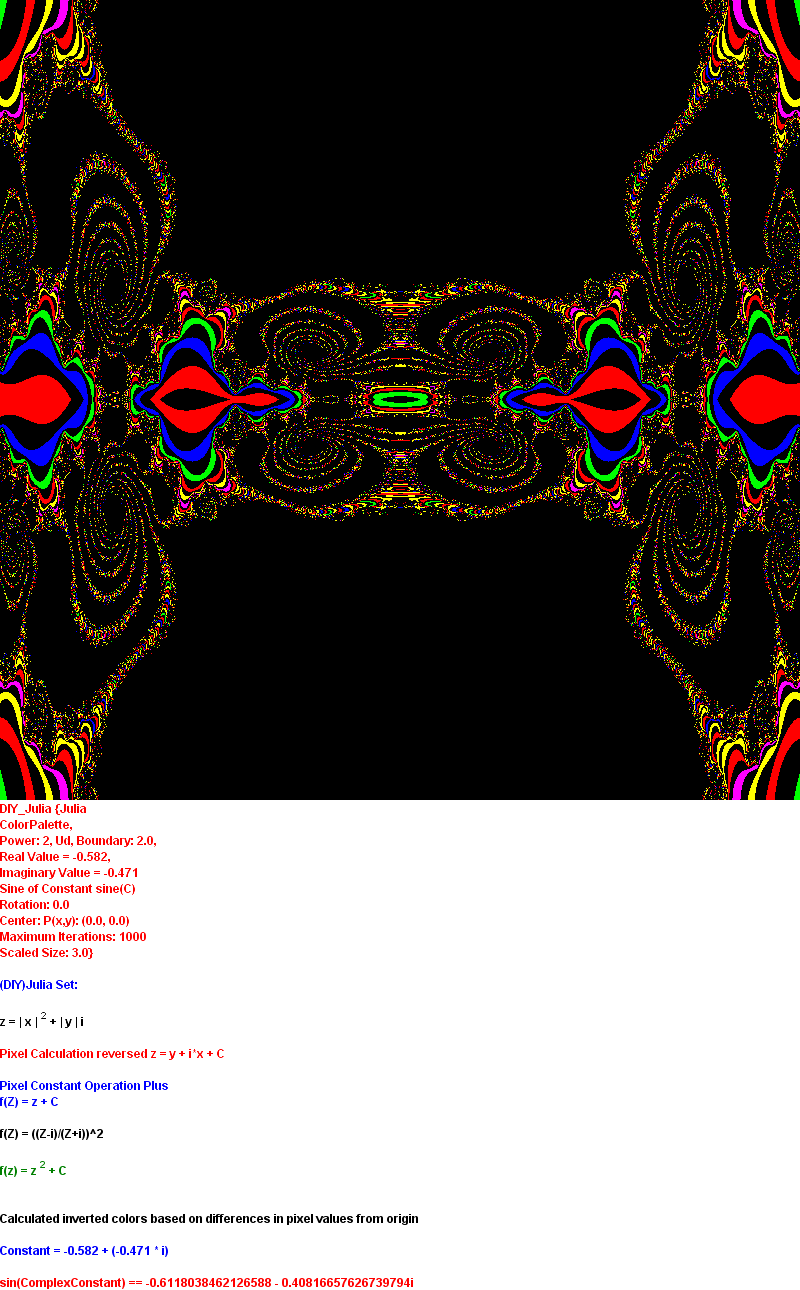 DIY_Julia {Julia
ColorPalette,
Power: 2, Ud, Boundary: 2.0,
Real Value = -0.582,
Imaginary Value = -0.471
Sine of Constant sine(C)
Rotation: 0.0
Center: P(x,y): (0.0, 0.0)
Maximum Iterations: 1000
Scaled Size: 3.0}
(DIY)Julia Set:
z = | x | 2 + | y | i
Pixel Calculation reversed z = y + i*x + C
Pixel Constant Operation Plus
f(Z) = z + C
f(Z) = ((Z-i)/(Z+i))^2
f(z) = z 2 + C
Calculated inverted colors based on differences in pixel values from origin
Constant = -0.582 + (-0.471 * i)
sin(ComplexConstant) == -0.6118038462126588 - 0.40816657626739794i